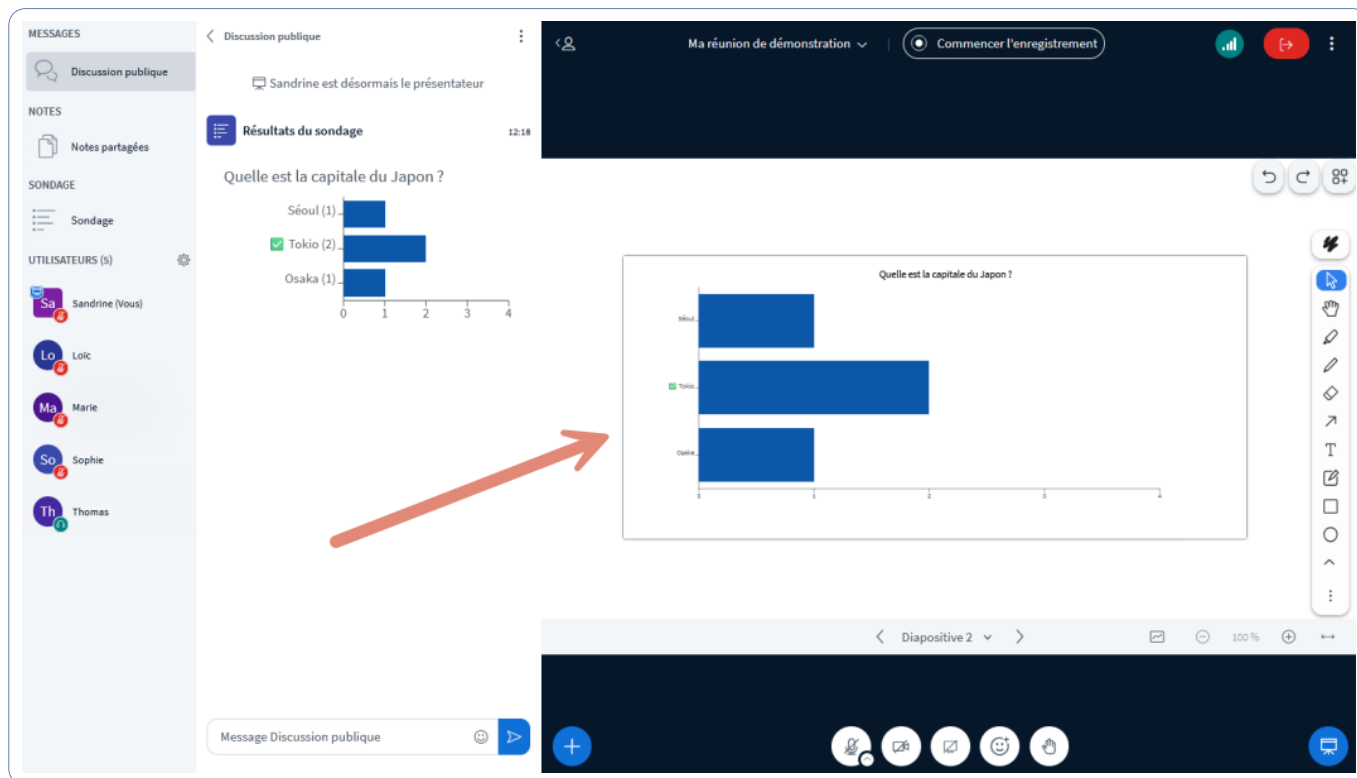 MESSAGES
Discussion publique
NOTES
Notes partagées
SONDAGE
Sondage
UTILISATEURS (5)
Sa
Sandrine (Vous)
Lo
Loïc
Ma
Marie
So
Sophie
Th
Thomas
Discussion publique
Sandrine est désormais le présentateur
Résultats du sondage
12:18
Quelle est la capitale du Japon ?
Séoul (1)
✅ Tokio (2)
Osaka (1)
0 1 2 3 4
Message Discussion publique
Ma réunion de démonstration
Commencer l'enregistrement
Quelle est la capitale du Japon ?
Séoul
✅ Tokio
Osaka
0 1 2 3 4
T
Diapositive 2
100 %